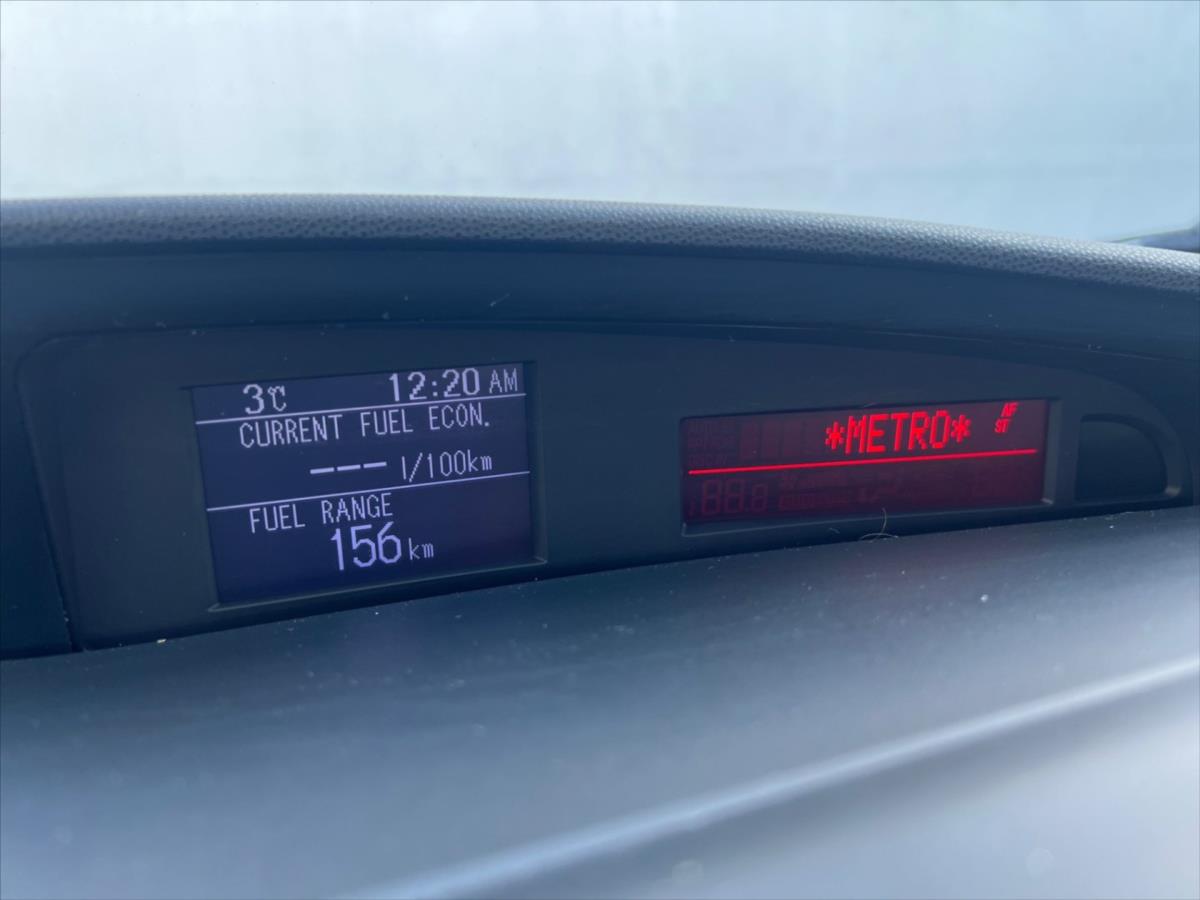 3℃ 12:20 AM
CURRENT FUEL ECON.
--- l/100km
FUEL RANGE
156 km
*METRO* AF
ST